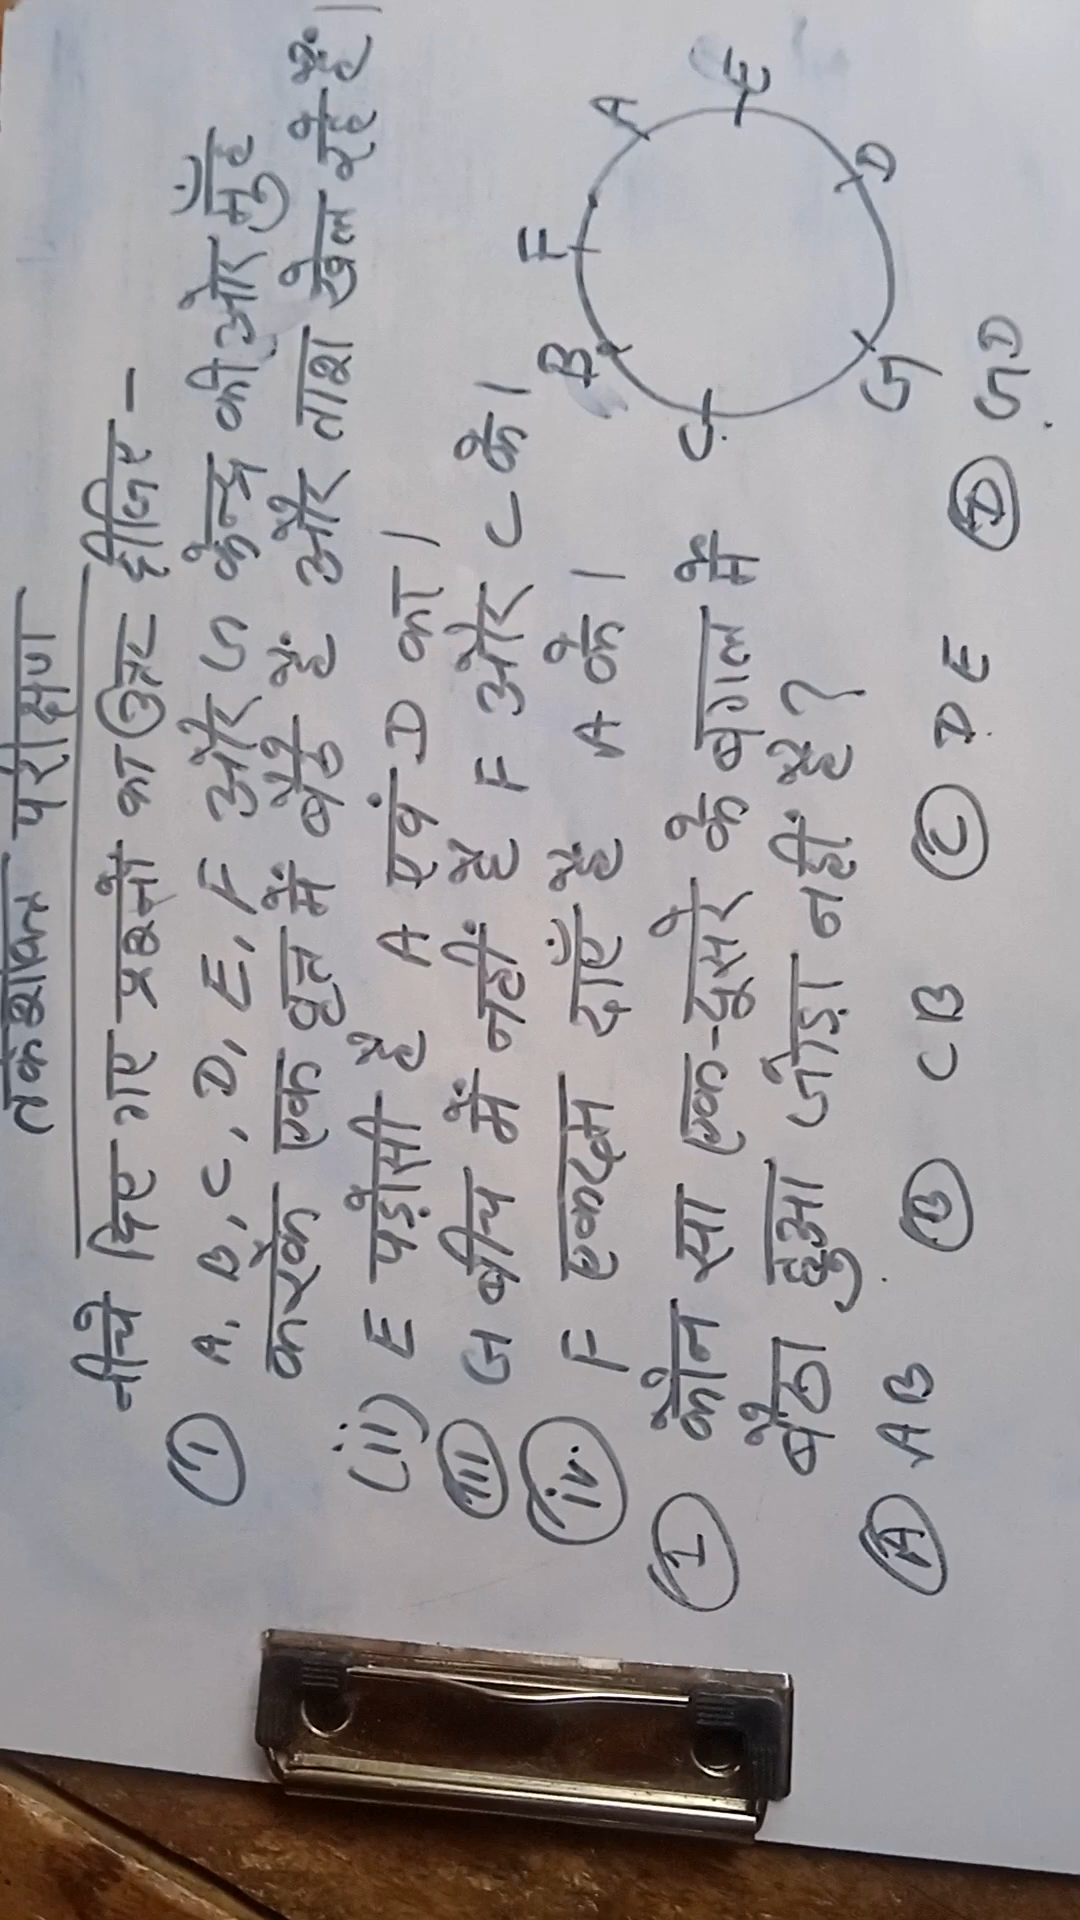 तर्कशक्ति परीक्षण
नीचे दिए गए प्रश्नों का उत्तर दीजिए -
① A, B, C, D, E, F और G केन्द्र की ओर मुँह
करके एक वृत में बैठे हैं और ताश खेल रहे हैं।
(ii) E पड़ोसी है A एवं D का।
(iii) G बीच में नहीं है F और C के।
(iv.) F एकदम दाएँ है A के।
(I) कौन सा एक-दूसरे के बगल में
बैठा हुआ जोड़ा नहीं है?
(A) AB (B) CB (C) DE (D) GD
F
A
B
E
C
D
G